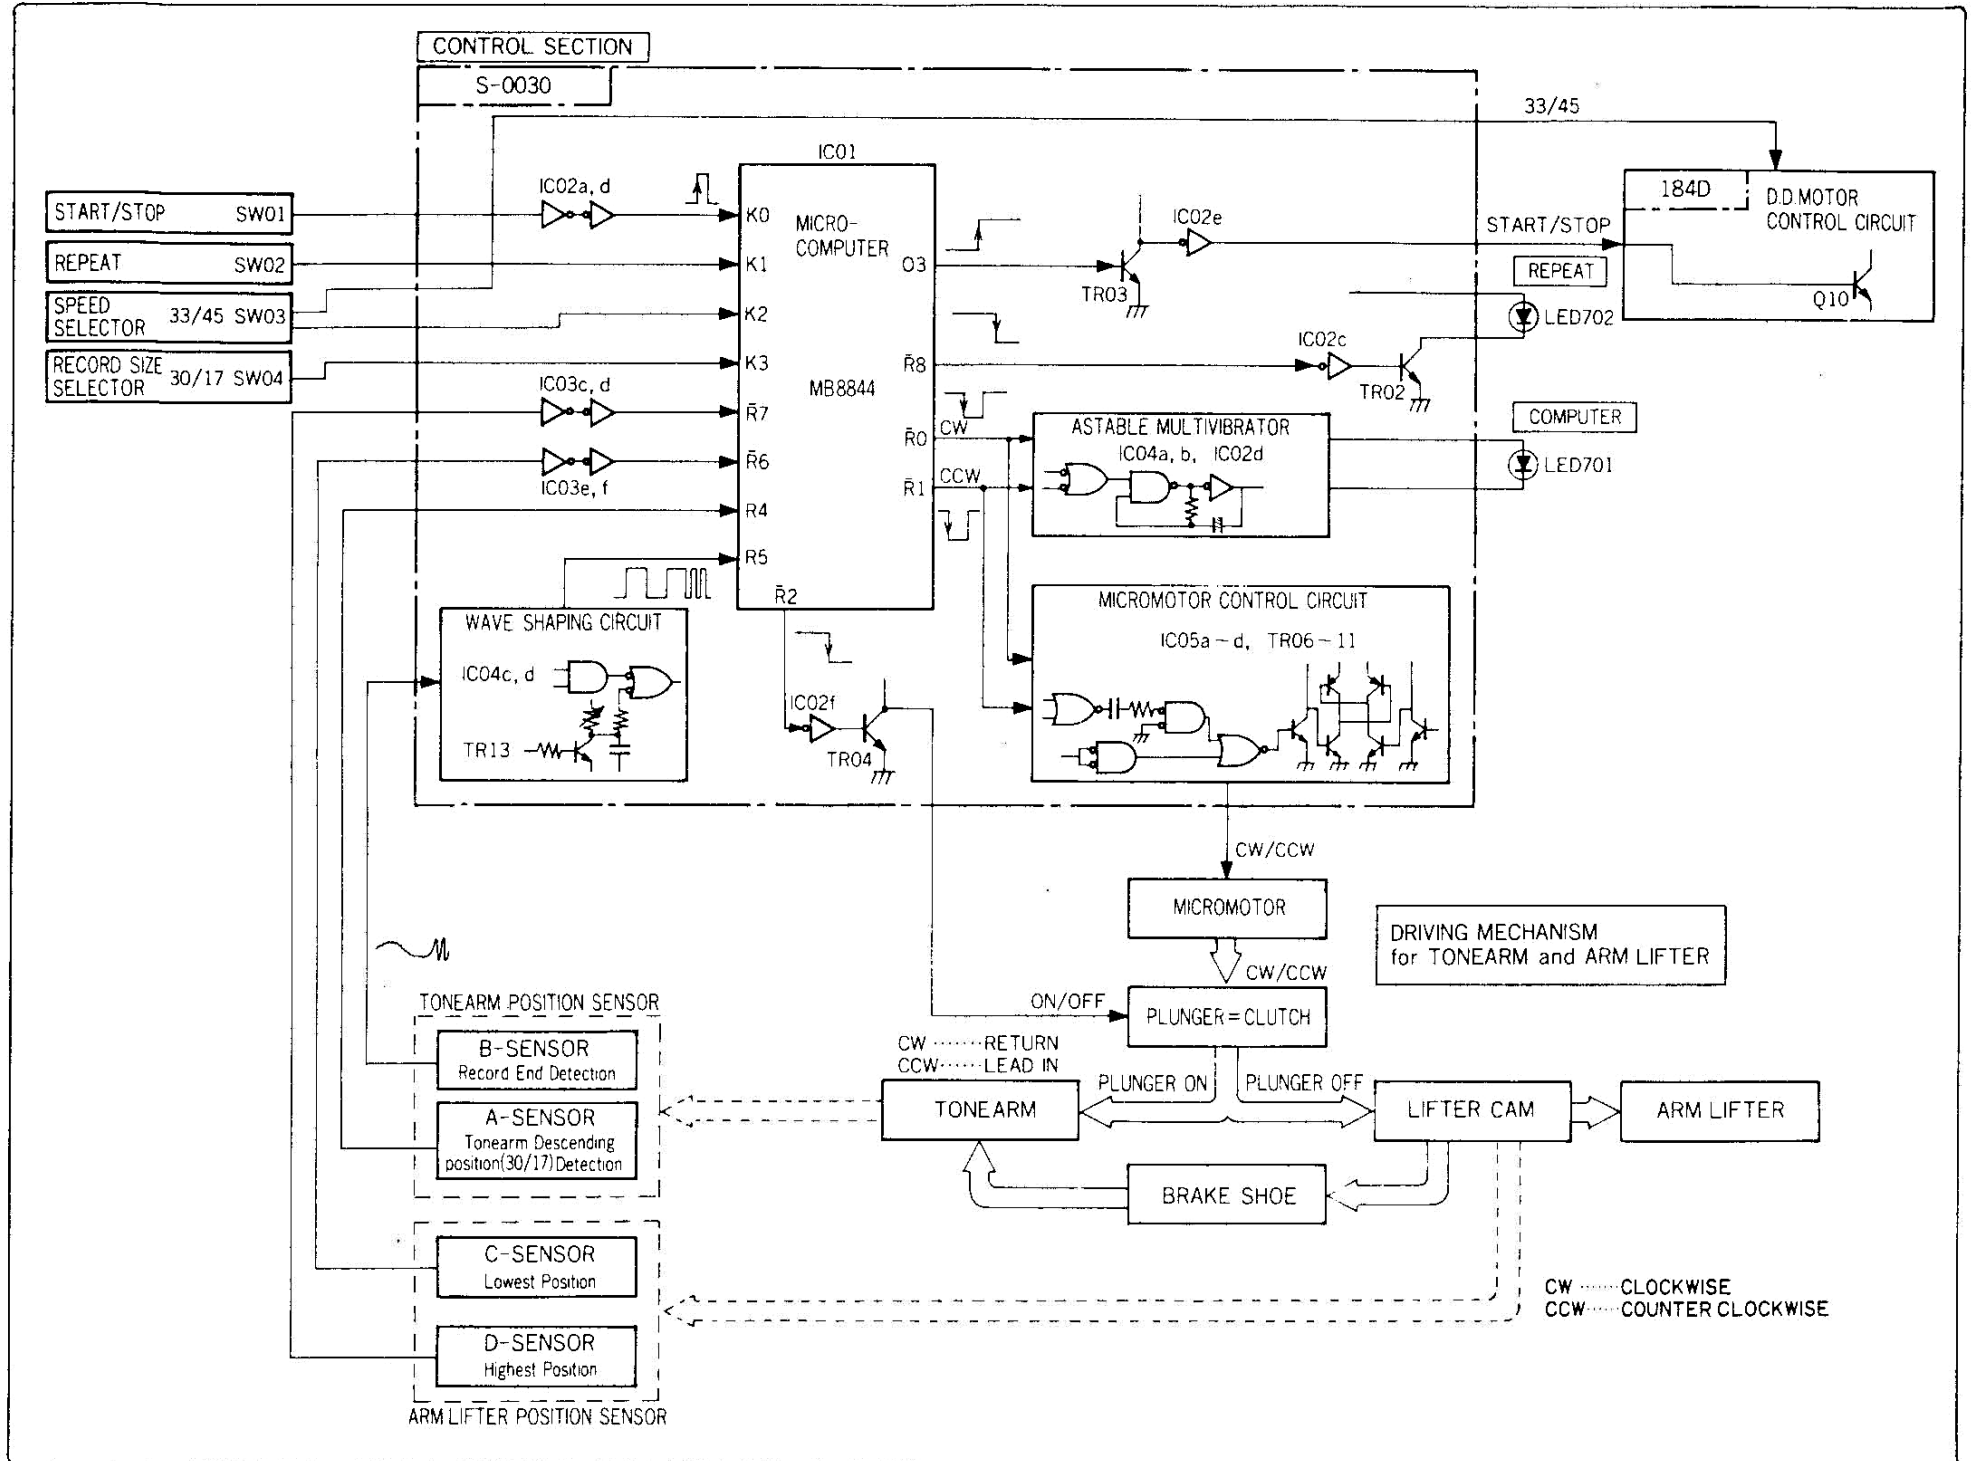 CONTROL SECTION
S-0030
33/45
IC01
START/STOP SW01
IC02a, d
K0
MICRO-
COMPUTER
MB8844
REPEAT SW02
K1
SPEED
SELECTOR 33/45 SW03
K2
RECORD SIZE
SELECTOR 30/17 SW04
K3
IC03c, d
R̄7
R̄6
IC03e, f
R4
R5
R̄2
O3
R̄8
R̄0
CW
R̄1
CCW
TR03
IC02e
START/STOP
184D
D.D.MOTOR
CONTROL CIRCUIT
Q10
REPEAT
LED702
IC02c
TR02
COMPUTER
LED701
ASTABLE MULTIVIBRATOR
IC04a, b, IC02d
MICROMOTOR CONTROL CIRCUIT
IC05a-d, TR06-11
WAVE SHAPING CIRCUIT
IC04c, d
TR13
IC02f
TR04
CW/CCW
MICROMOTOR
CW/CCW
DRIVING MECHANISM
for TONEARM and ARM LIFTER
ON/OFF
PLUNGER=CLUTCH
CW ·······RETURN
CCW······LEAD IN
PLUNGER ON
PLUNGER OFF
TONEARM
LIFTER CAM
ARM LIFTER
BRAKE SHOE
TONEARM POSITION SENSOR
B-SENSOR
Record End Detection
A-SENSOR
Tonearm Descending
position(30/17)Detection
C-SENSOR
Lowest Position
D-SENSOR
Highest Position
ARM LIFTER POSITION SENSOR
CW ······CLOCKWISE
CCW·····COUNTER CLOCKWISE